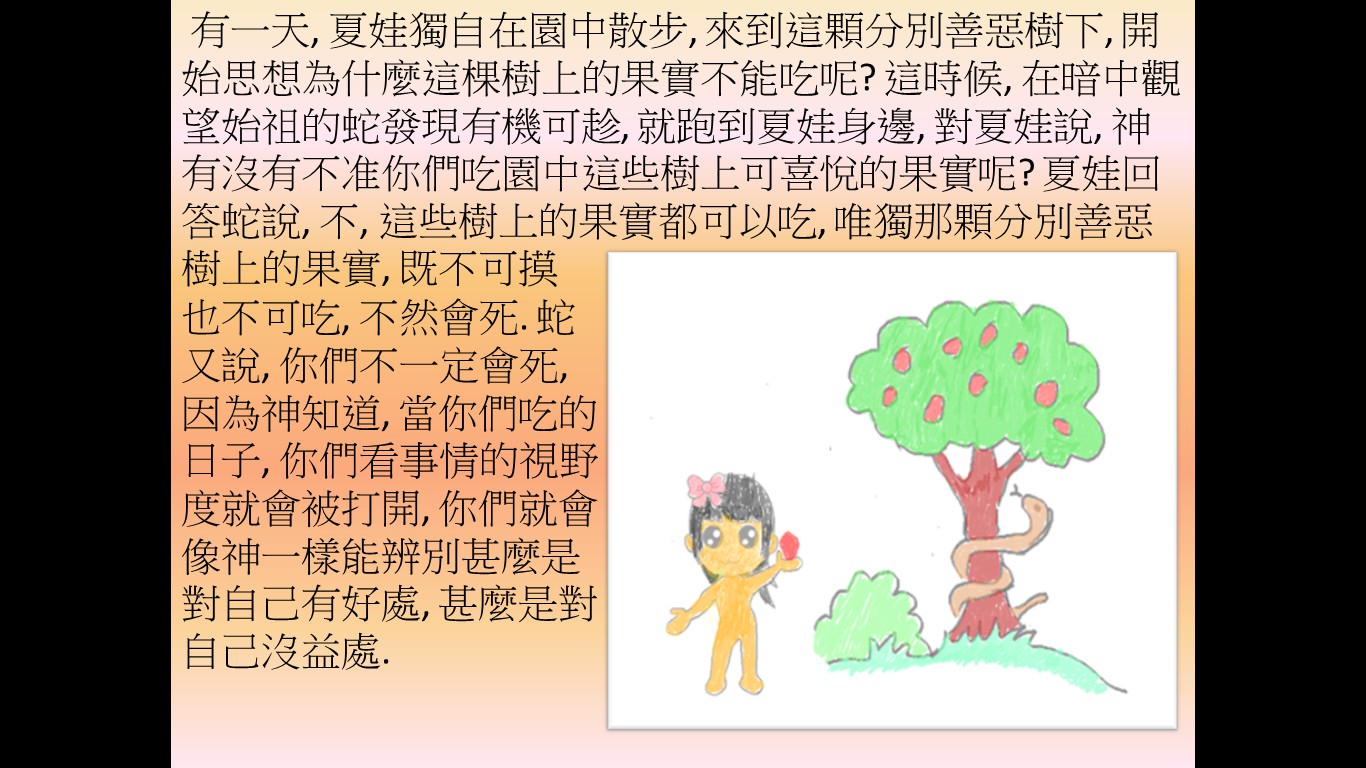 有一天, 夏娃獨自在園中散步, 來到這顆分別善惡樹下, 開
始思想為什麼這棵樹上的果實不能吃呢? 這時候, 在暗中觀
望始祖的蛇發現有機可趁, 就跑到夏娃身邊, 對夏娃說, 神
有沒有不准你們吃園中這些樹上可喜悅的果實呢? 夏娃回
答蛇說, 不, 這些樹上的果實都可以吃, 唯獨那顆分別善惡
樹上的果實, 既不可摸
也不可吃, 不然會死. 蛇
又說, 你們不一定會死,
因為神知道, 當你們吃的
日子, 你們看事情的視野
度就會被打開, 你們就會
像神一樣能辨別甚麼是
對自己有好處, 甚麼是對
自己沒益處.